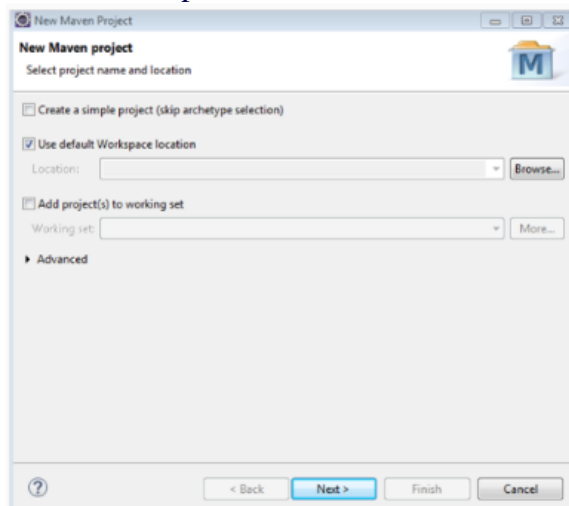 New Maven Project
New Maven project
Select project name and location
M
Create a simple project (skip archetype selection)
Use default Workspace location
Location:
Browse...
Add project(s) to working set
Working set:
More...
Advanced
?
< Back
Next >
Finish
Cancel